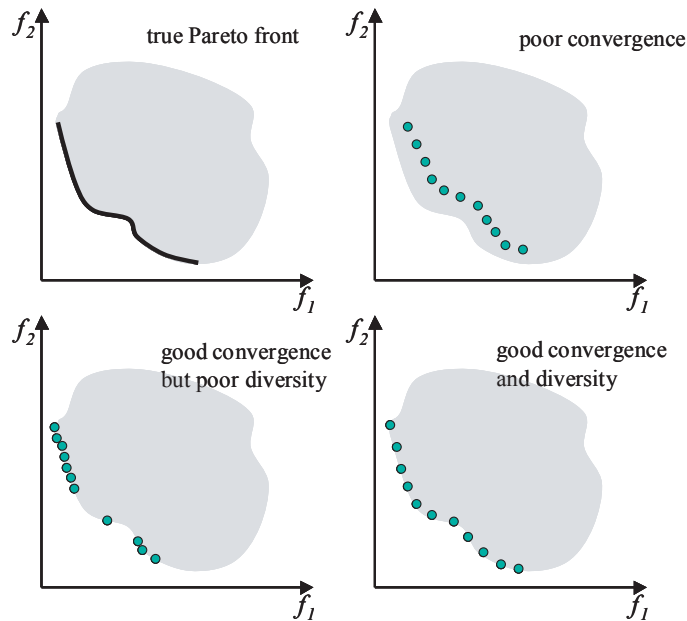 f2
true Pareto front
f1
f2
poor convergence
f1
f2
good convergence
but poor diversity
f1
f2
good convergence
and diversity
f1